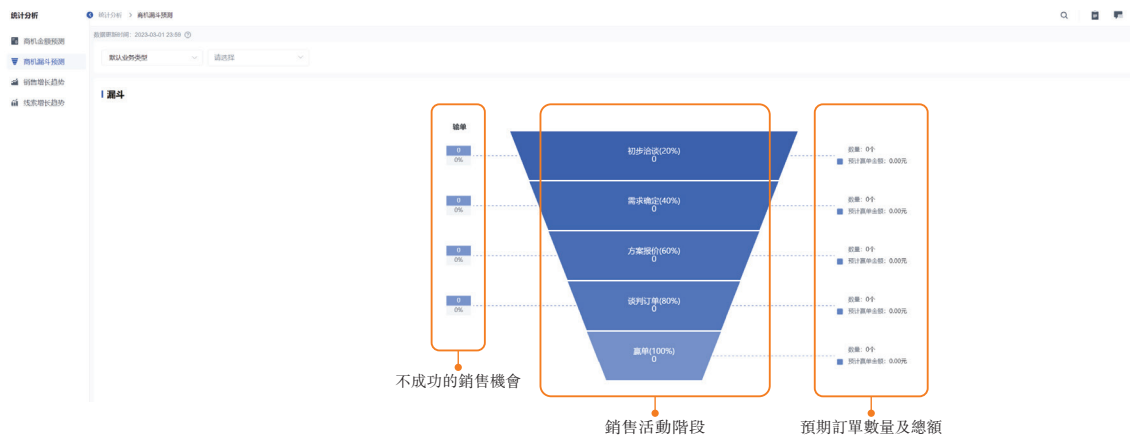 统计分析
统计分析 > 商机漏斗预测
数据更新时间: 2023-03-01 23:59
商机金额预测
商机漏斗预测
销售增长趋势
线索增长趋势
默认业务类型
请选择
漏斗
输单
0
0%
初步洽谈(20%)
0
数量: 0个
预计赢单金额: 0.00元
0
0%
需求确定(40%)
0
数量: 0个
预计赢单金额: 0.00元
0
0%
方案报价(60%)
0
数量: 0个
预计赢单金额: 0.00元
0
0%
谈判订单(80%)
0
数量: 0个
预计赢单金额: 0.00元
赢单(100%)
0
数量: 0个
预计赢单金额: 0.00元
不成功的銷售機會
銷售活動階段
預期訂單數量及總額